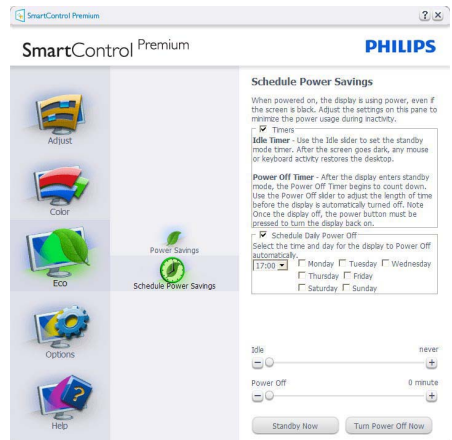 SmartControl Premium
? ×
SmartControl Premium
PHILIPS
Adjust
Color
Eco
Options
Help
Power Savings
Schedule Power Savings
Schedule Power Savings
When powered on, the display is using power, even if
the screen is black. Adjust the settings on this pane to
minimize the power usage during inactivity.
Timers
Idle Timer - Use the Idle slider to set the standby
mode timer. After the screen goes dark, any mouse
or keyboard activity restores the desktop.
Power Off Timer - After the display enters standby
mode, the Power Off Timer begins to count down.
Use the Power Off slider to adjust the length of time
before the display is automatically turned off. Note
Once the display off, the power button must be
pressed to turn the display back on.
Schedule Daily Power Off
Select the time and day for the display to Power Off
automatically.
17:00 Monday Tuesday Wednesday
Thursday Friday
Saturday Sunday
Idle never
Power Off 0 minute
Standby Now Turn Power Off Now